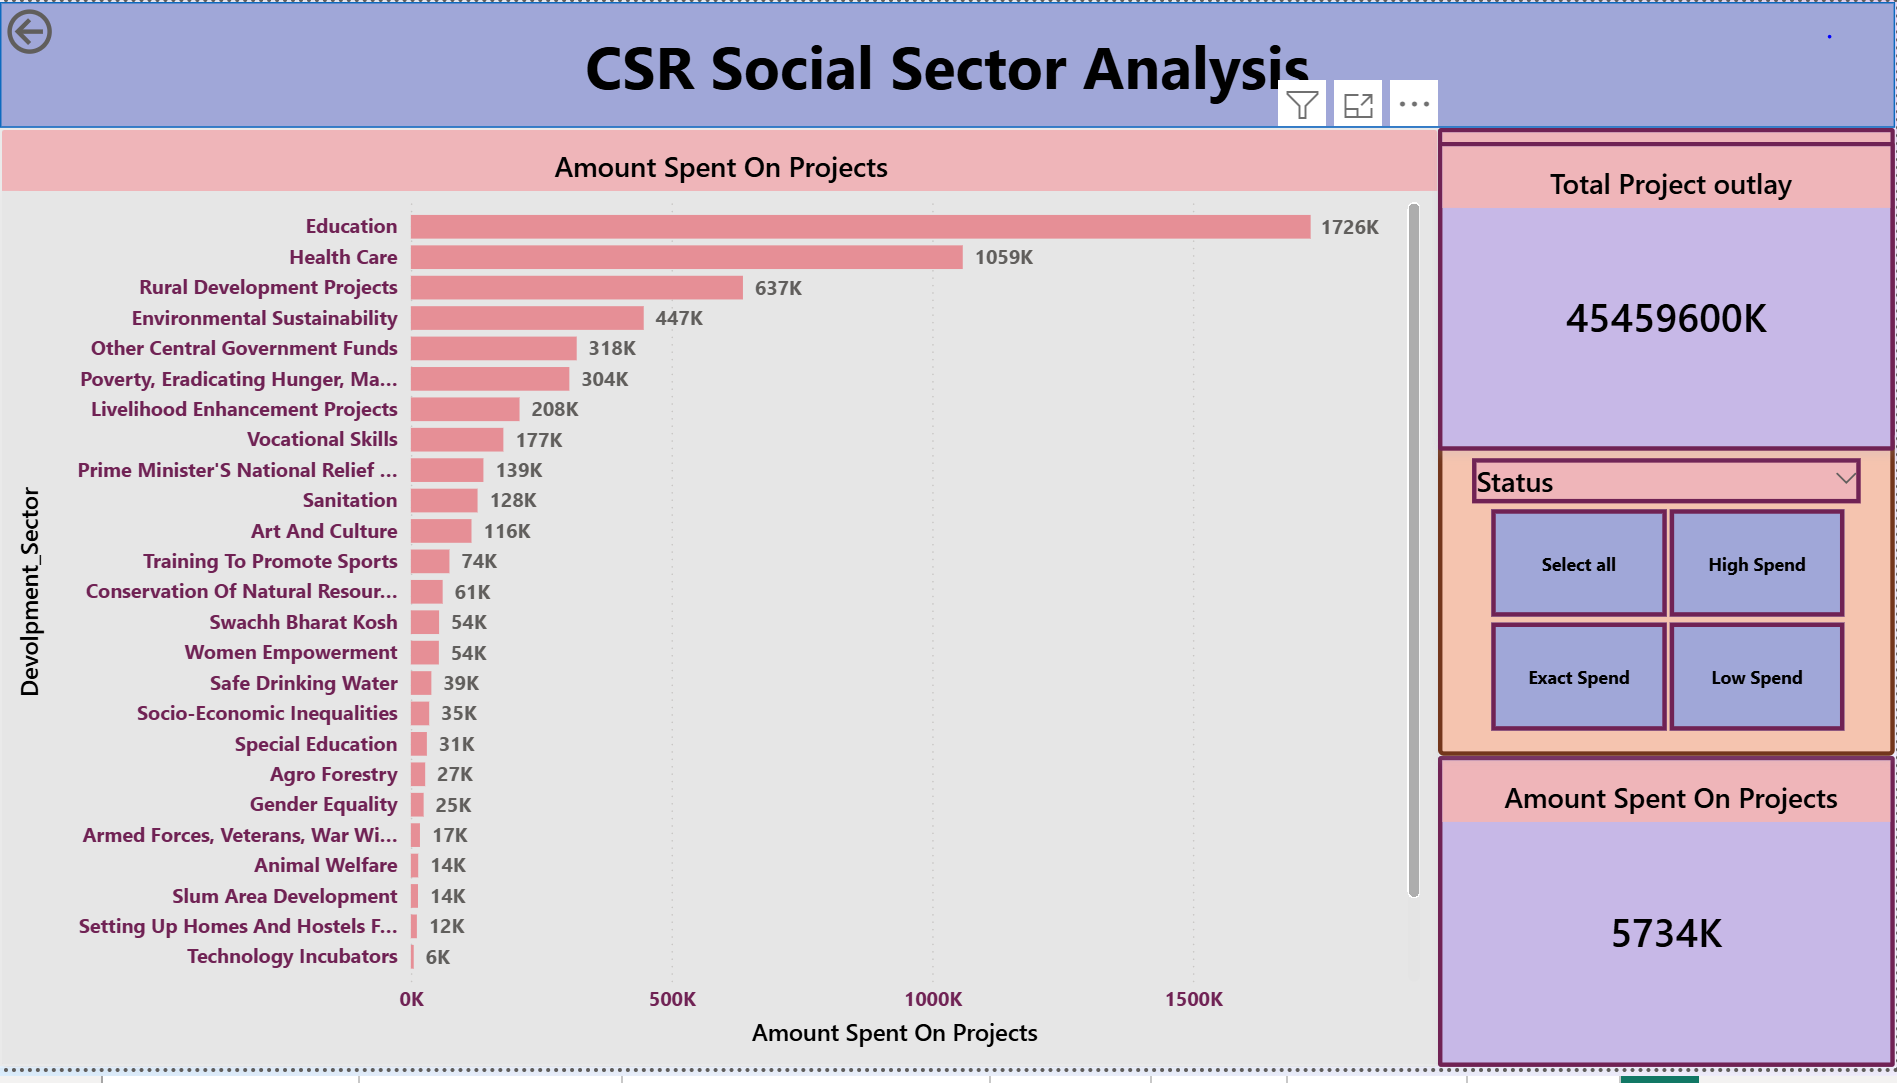 CSR Social Sector Analysis
Amount Spent On Projects
Devolpment_Sector
Education 1726K
Health Care 1059K
Rural Development Projects 637K
Environmental Sustainability 447K
Other Central Government Funds 318K
Poverty, Eradicating Hunger, Ma... 304K
Livelihood Enhancement Projects 208K
Vocational Skills 177K
Prime Minister'S National Relief ... 139K
Sanitation 128K
Art And Culture 116K
Training To Promote Sports 74K
Conservation Of Natural Resour... 61K
Swachh Bharat Kosh 54K
Women Empowerment 54K
Safe Drinking Water 39K
Socio-Economic Inequalities 35K
Special Education 31K
Agro Forestry 27K
Gender Equality 25K
Armed Forces, Veterans, War Wi... 17K
Animal Welfare 14K
Slum Area Development 14K
Setting Up Homes And Hostels F... 12K
Technology Incubators 6K
0K 500K 1000K 1500K
Amount Spent On Projects
Total Project outlay
45459600K
Status
Select all
High Spend
Exact Spend
Low Spend
Amount Spent On Projects
5734K